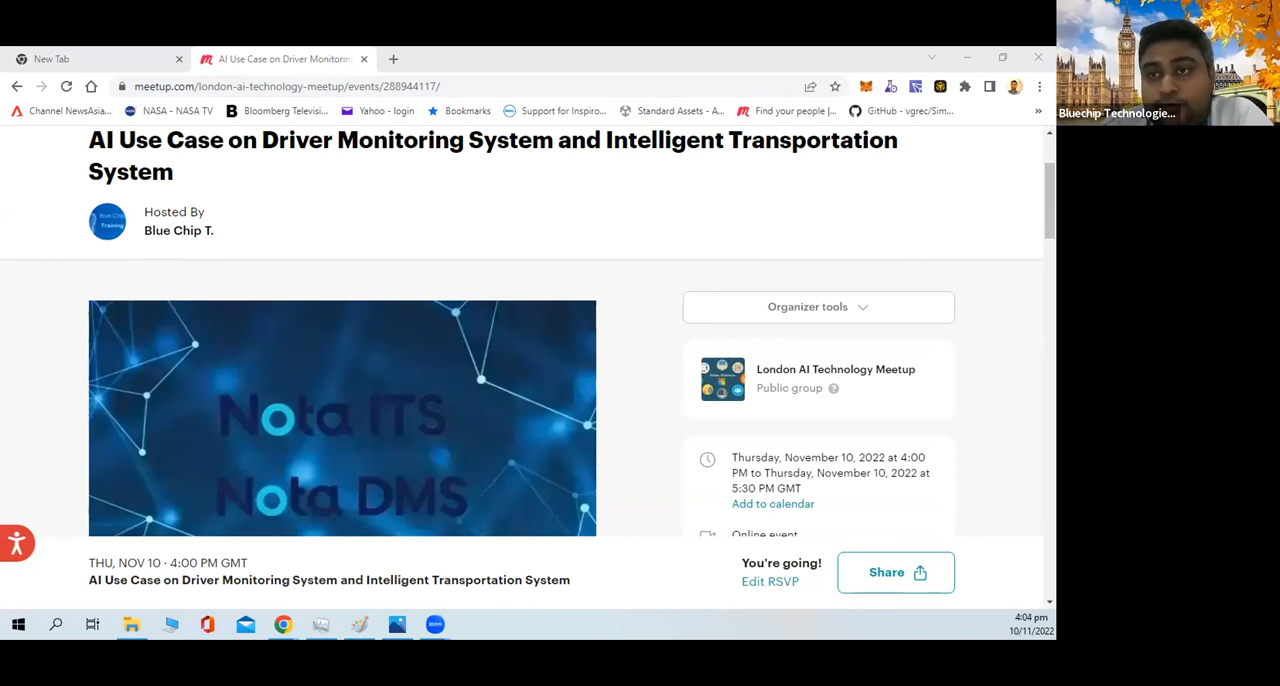 New Tab
AI Use Case on Driver Monitorin
meetup.com/london-ai-technology-meetup/events/288944117/
Channel NewsAsia...
NASA - NASA TV
Bloomberg Televisi...
Yahoo - login
Bookmarks
Support for Inspiro...
Standard Assets - A...
Find your people |...
GitHub - vgrec/Sim...
»
Bluechip Technologie...
AI Use Case on Driver Monitoring System and Intelligent Transportation
System
Blue Chip
Training
Hosted By
Blue Chip T.
Organizer tools
Nota ITS
Nota DMS
London AI Technology Meetup
Public group
Thursday, November 10, 2022 at 4:00
PM to Thursday, November 10, 2022 at
5:30 PM GMT
Add to calendar
Online event
THU, NOV 10 · 4:00 PM GMT
AI Use Case on Driver Monitoring System and Intelligent Transportation System
You're going!
Edit RSVP
Share
zoom
4:04 pm
10/11/2022